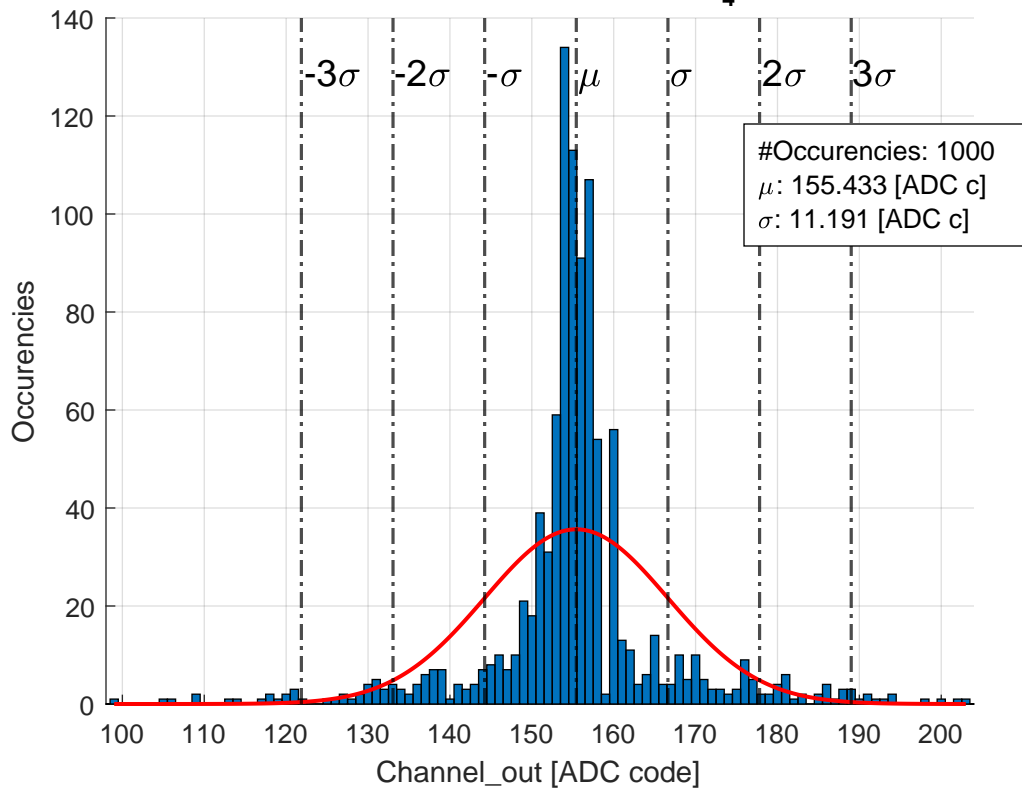 4
140
120
100
80
60
40
20
0
Occurencies
-3σ -2σ -σ μ σ 2σ 3σ
#Occurencies: 1000
μ: 155.433 [ADC c]
σ: 11.191 [ADC c]
100 110 120 130 140 150 160 170 180 190 200
Channel_out [ADC code]